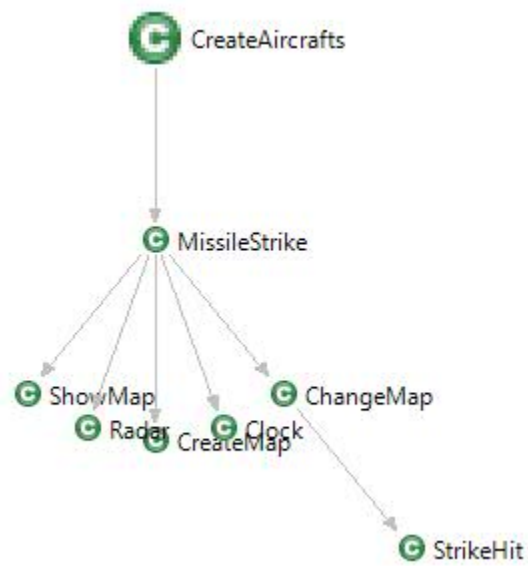 C CreateAircrafts
C MissileStrike
C ShowMap
C ChangeMap
C Radar
C Clock
C CreateMap
C StrikeHit